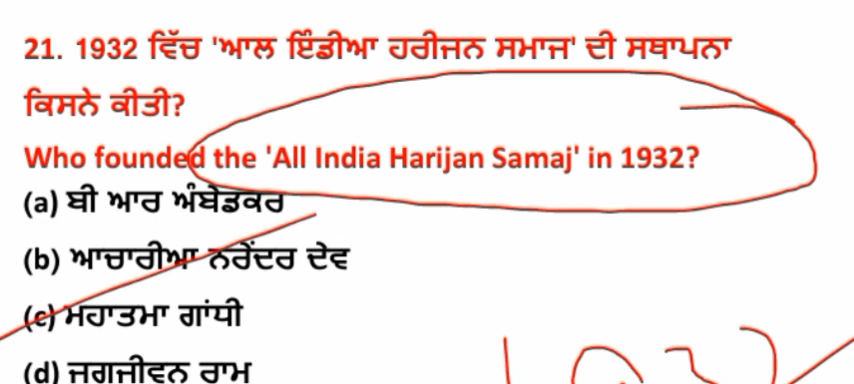 21. 1932 ਵਿੱਚ 'ਆਲ ਇੰਡੀਆ ਹਰੀਜਨ ਸਮਾਜ' ਦੀ ਸਥਾਪਨਾ
ਕਿਸਨੇ ਕੀਤੀ?
Who founded the 'All India Harijan Samaj' in 1932?
(a) ਬੀ ਆਰ ਅੰਬੇਡਕਰ
(b) ਆਚਾਰੀਆ ਨਰੇਂਦਰ ਦੇਵ
(c) ਮਹਾਤਮਾ ਗਾਂਧੀ
(d) ਜਗਜੀਵਨ ਰਾਮ